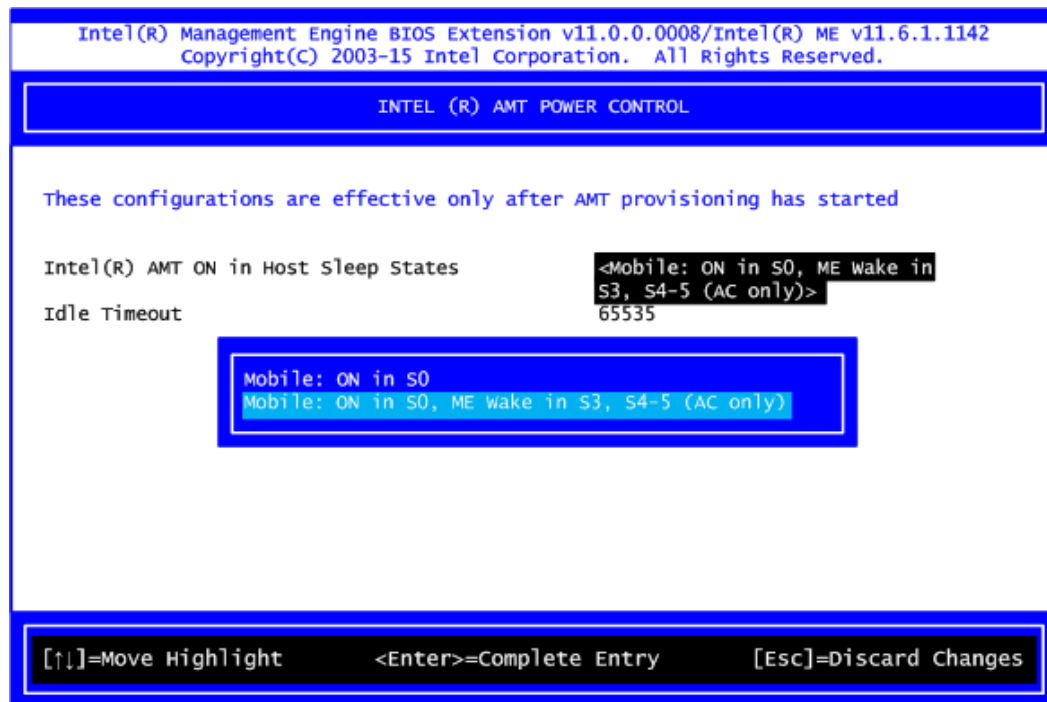 Intel(R) Management Engine BIOS Extension v11.0.0.0008/Intel(R) ME v11.6.1.1142
Copyright(C) 2003-15 Intel Corporation. All Rights Reserved.
INTEL (R) AMT POWER CONTROL
These configurations are effective only after AMT provisioning has started
Intel(R) AMT ON in Host Sleep States
<Mobile: ON in S0, ME Wake in
S3, S4-5 (AC only)>
Idle Timeout
65535
Mobile: ON in S0
Mobile: ON in S0, ME Wake in S3, S4-5 (AC only)
[↑↓]=Move Highlight <Enter>=Complete Entry [Esc]=Discard Changes